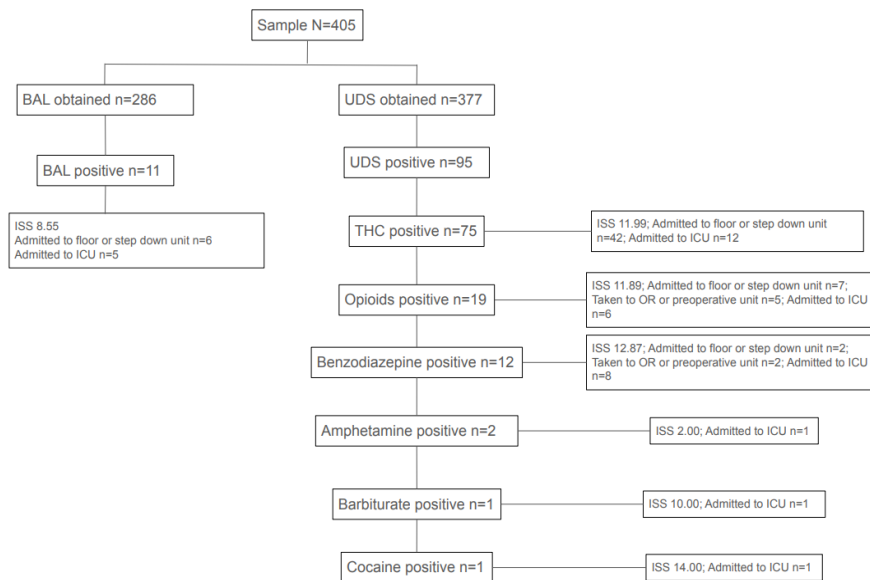 Sample N=405
BAL obtained n=286
UDS obtained n=377
BAL positive n=11
UDS positive n=95
ISS 8.55
Admitted to floor or step down unit n=6
Admitted to ICU n=5
THC positive n=75
ISS 11.99; Admitted to floor or step down unit
n=42; Admitted to ICU n=12
Opioids positive n=19
ISS 11.89; Admitted to floor or step down unit n=7;
Taken to OR or preoperative unit n=5; Admitted to ICU
n=6
Benzodiazepine positive n=12
ISS 12.87; Admitted to floor or step down unit n=2;
Taken to OR or preoperative unit n=2; Admitted to ICU
n=8
Amphetamine positive n=2
ISS 2.00; Admitted to ICU n=1
Barbiturate positive n=1
ISS 10.00; Admitted to ICU n=1
Cocaine positive n=1
ISS 14.00; Admitted to ICU n=1